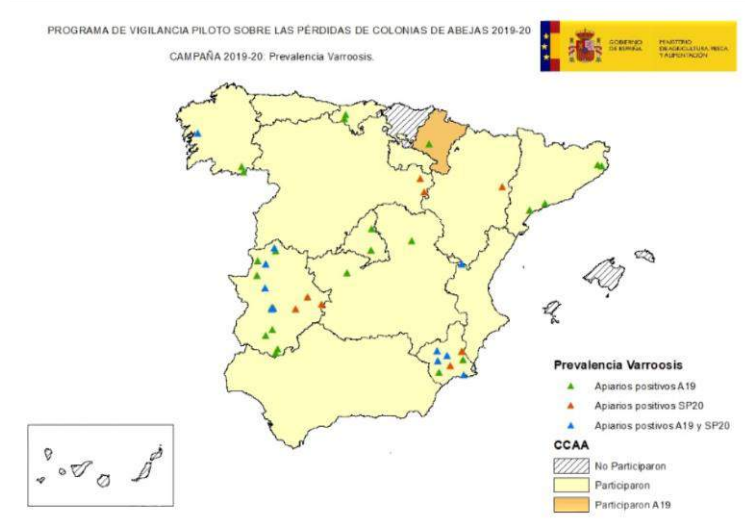 PROGRAMA DE VIGILANCIA PILOTO SOBRE LAS PÉRDIDAS DE COLONIAS DE ABEJAS 2019-20
CAMPAÑA 2019-20. Prevalencia Varroosis.
GOBIERNO
DE ESPAÑA
MINISTERIO
DE AGRICULTURA, PESCA
Y ALIMENTACIÓN
Prevalencia Varroosis
Apiarios positivos A19
Apiarios positivos SP20
Apiarios postivos A19 y SP20
CCAA
No Participaron
Participaron
Participaron A19